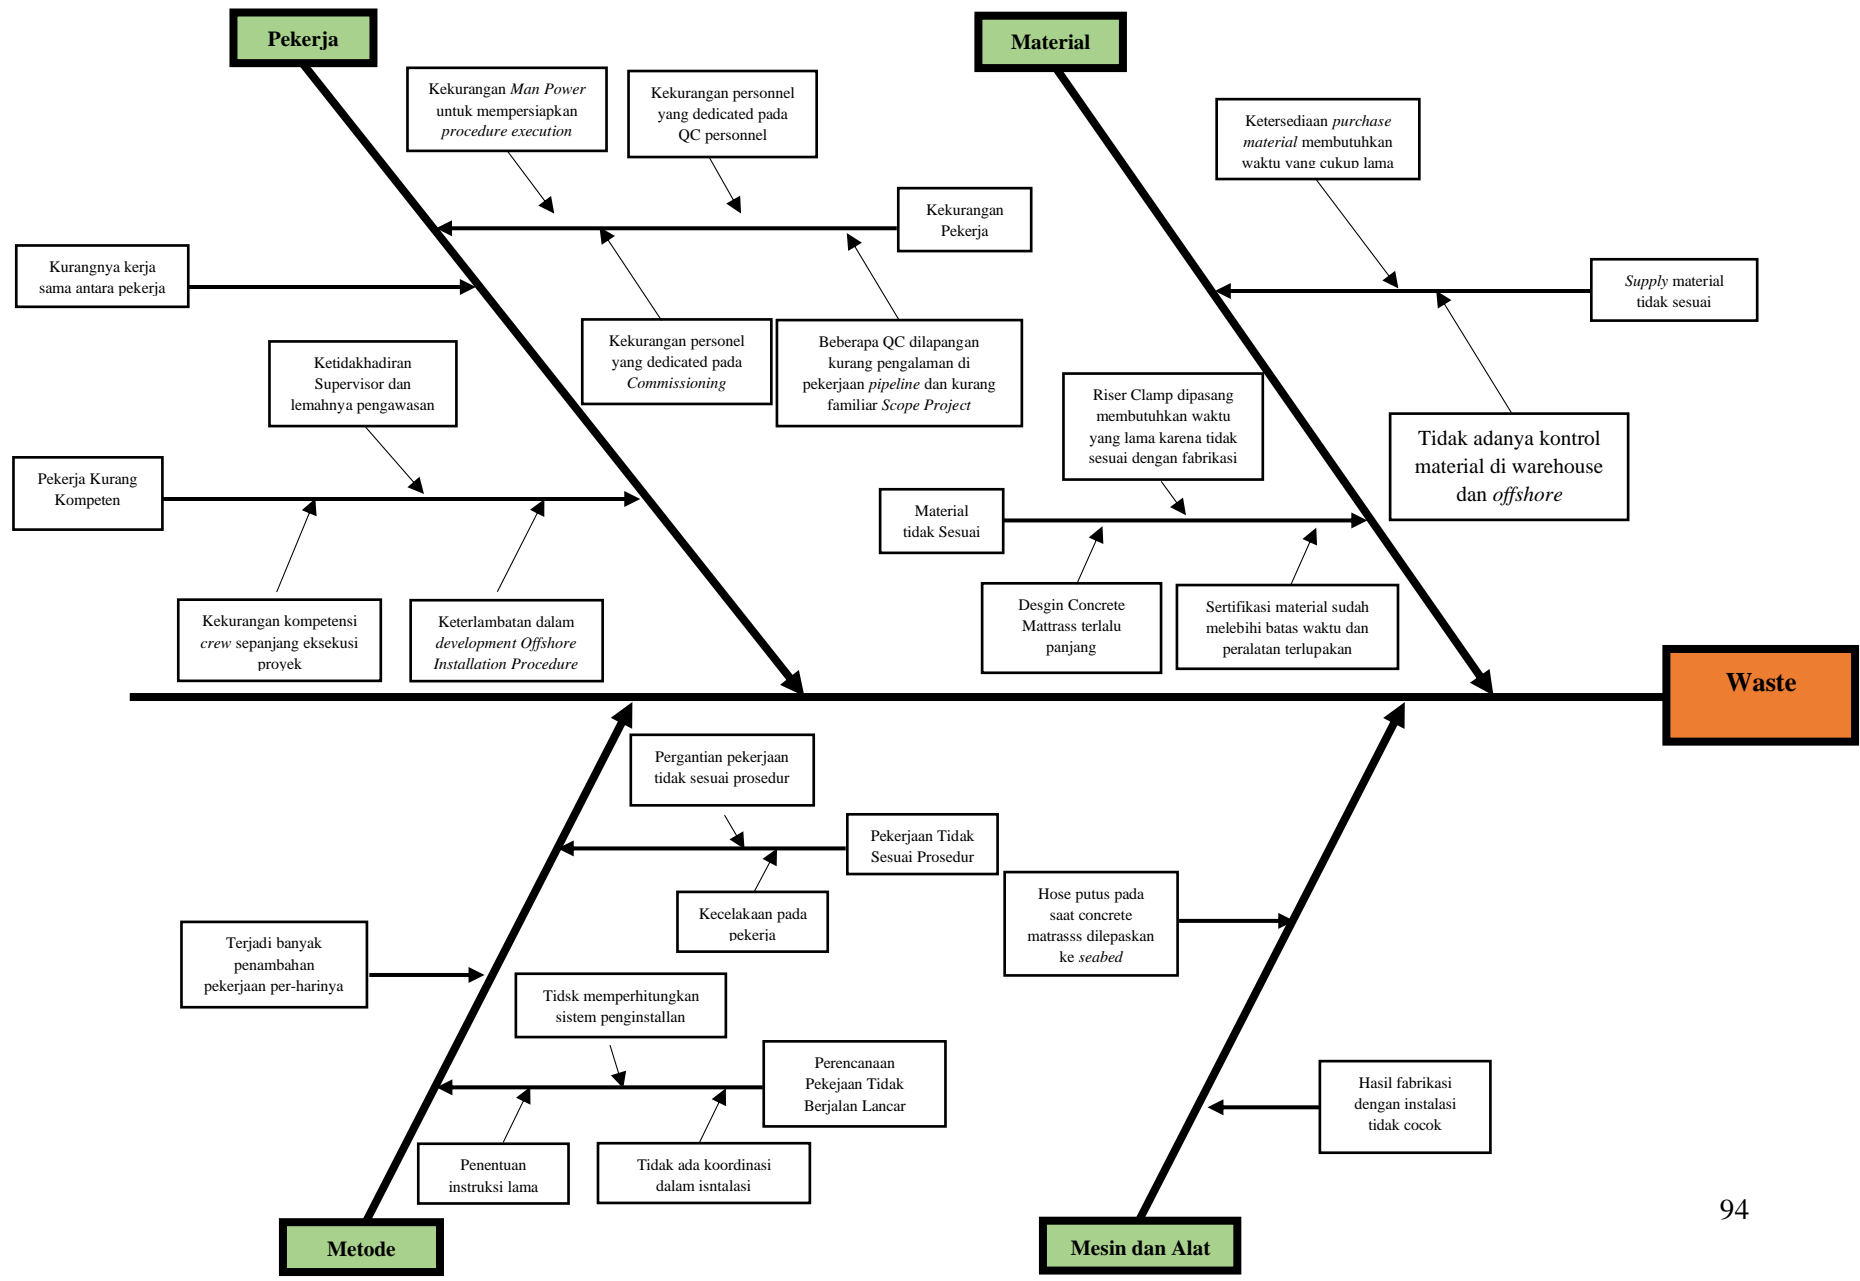 Pekerja
Material
Kekurangan Man Power
untuk mempersiapkan
procedure execution
Kekurangan personnel
yang dedicated pada
QC personnel
Ketersediaan purchase
material membutuhkan
waktu yang cukup lama
Kekurangan
Pekerja
Kurangnya kerja
sama antara pekerja
Supply material
tidak sesuai
Kekurangan personel
yang dedicated pada
Commissioning
Beberapa QC dilapangan
kurang pengalaman di
pekerjaan pipeline dan kurang
familiar Scope Project
Ketidakhadiran
Supervisor dan
lemahnya pengawasan
Riser Clamp dipasang
membutuhkan waktu
yang lama karena tidak
sesuai dengan fabrikasi
Tidak adanya kontrol
material di warehouse
dan offshore
Pekerja Kurang
Kompeten
Material
tidak Sesuai
Kekurangan kompetensi
crew sepanjang eksekusi
proyek
Keterlambatan dalam
development Offshore
Installation Procedure
Desgin Concrete
Mattrass terlalu
panjang
Sertifikasi material sudah
melebihi batas waktu dan
peralatan terlupakan
Waste
Pergantian pekerjaan
tidak sesuai prosedur
Pekerjaan Tidak
Sesuai Prosedur
Kecelakaan pada
pekerja
Hose putus pada
saat concrete
matrasss dilepaskan
ke seabed
Terjadi banyak
penambahan
pekerjaan per-harinya
Tidsk memperhitungkan
sistem penginstallan
Perencanaan
Pekejaan Tidak
Berjalan Lancar
Hasil fabrikasi
dengan instalasi
tidak cocok
Penentuan
instruksi lama
Tidak ada koordinasi
dalam isntalasi
94
Metode
Mesin dan Alat